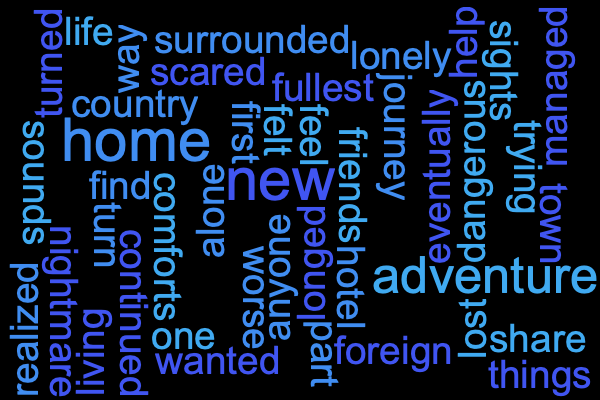 turned
life
way
surrounded
lonely
help
sights
managed
scared
fullest
country
journey
home
first
felt
feel
friends
eventually
dangerous
trying
sounds
find
turn
comforts
alone
new
town
nightmare
continued
worse
anyone
longed
hotel
adventure
realized
living
one
wanted
part
foreign
lost
share
things